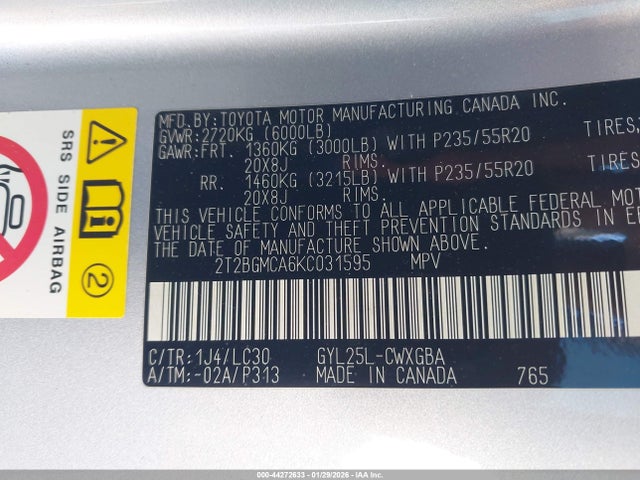 MFD.BY:TOYOTA MOTOR MANUFACTURING CANADA INC.
GVWR:2720KG (6000LB)
GAWR:FRT. 1360KG (3000LB) WITH P235/55R20 TIRES,
20X8J RIMS.
RR. 1460KG (3215LB) WITH P235/55R20 TIRES
20X8J RIMS.
THIS VEHICLE CONFORMS TO ALL APPLICABLE FEDERAL MOT
VEHICLE SAFETY AND THEFT PREVENTION STANDARDS IN EF
THE DATE OF MANUFACTURE SHOWN ABOVE.
2T2BGMCA6KC031595 MPV
C/TR:1J4/LC30 GYL25L-CWXGBA
A/TM:-02A/P313 MADE IN CANADA 765
SRS SIDE AIRBAG
2
000-44272633 - 01/29/2026 - IAAI.CA